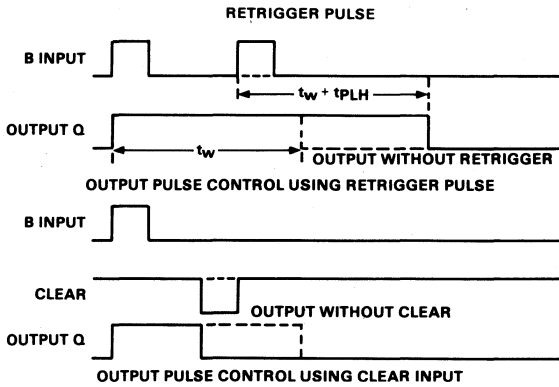 RETRIGGER PULSE
B INPUT
tw + tPLH
OUTPUT Q
tw
OUTPUT WITHOUT RETRIGGER
OUTPUT PULSE CONTROL USING RETRIGGER PULSE
B INPUT
CLEAR
OUTPUT WITHOUT CLEAR
OUTPUT Q
OUTPUT PULSE CONTROL USING CLEAR INPUT